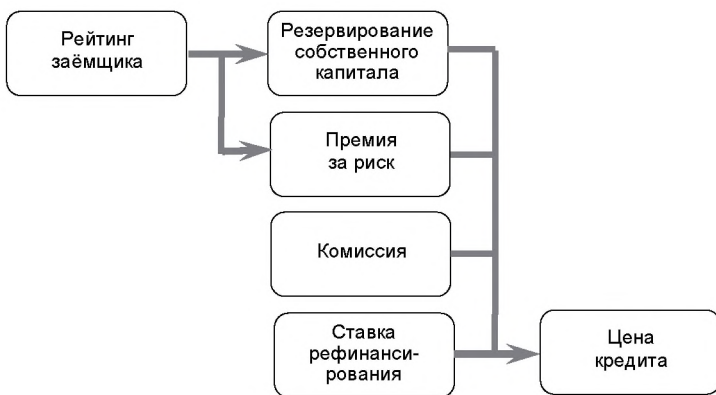 Рейтинг
заёмщика
Резервирование
собственного
капитала
Премия
за риск
Комиссия
Ставка
рефинанси-
рования
Цена
кредита